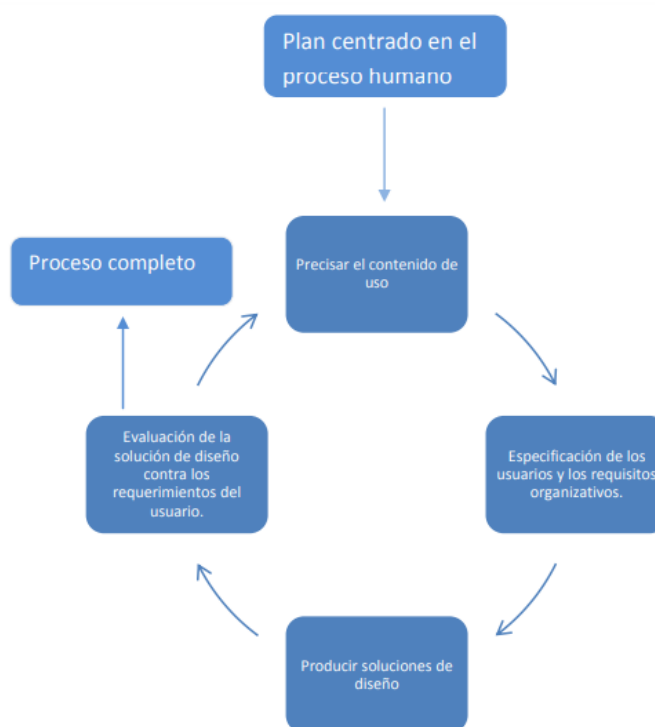 Plan centrado en el
proceso humano
Proceso completo
Precisar el contenido de
uso
Evaluación de la
solución de diseño
contra los
requerimientos del
usuario.
Especificación de los
usuarios y los requisitos
organizativos.
Producir soluciones de
diseño